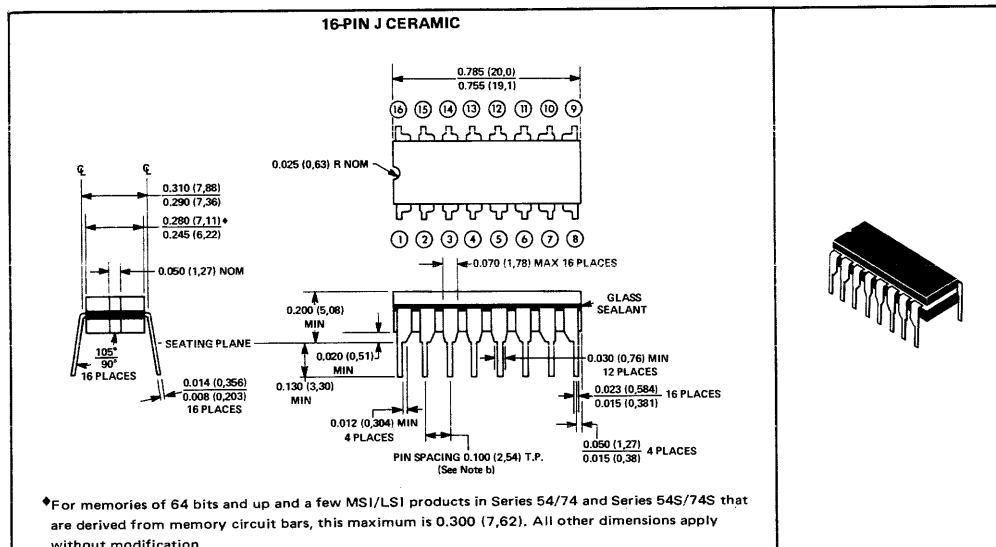 16-PIN J CERAMIC
0.785 (20,0)
0.755 (19,1)
16 15 14 13 12 11 10 9
0.025 (0,63) R NOM
℄ ℄
0.310 (7,88)
0.290 (7,36)
0.280 (7,11)♦
0.245 (6,22)
1 2 3 4 5 6 7 8
0.070 (1,78) MAX 16 PLACES
0.050 (1,27) NOM
GLASS
SEALANT
0.200 (5,08)
MIN
SEATING PLANE
0.020 (0,51)
MIN
0.030 (0,76) MIN
12 PLACES
105°
90°
16 PLACES
0.130 (3,30)
MIN
0.014 (0,356)
0.008 (0,203)
16 PLACES
0.023 (0,584)
0.015 (0,381)
16 PLACES
0.012 (0,304) MIN
4 PLACES
0.050 (1,27)
0.015 (0,38)
4 PLACES
PIN SPACING 0.100 (2,54) T.P.
(See Note b)
♦For memories of 64 bits and up and a few MSI/LSI products in Series 54/74 and Series 54S/74S that
are derived from memory circuit bars, this maximum is 0.300 (7,62). All other dimensions apply
without modification